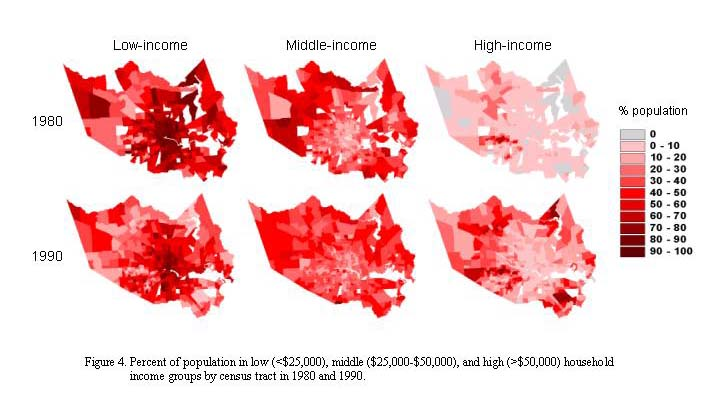 Low-income Middle-income High-income
1980
% population
0
0 - 10
10 - 20
20 - 30
30 - 40
40 - 50
50 - 60
60 - 70
70 - 80
80 - 90
90 - 100
1990
Figure 4. Percent of population in low (<$25,000), middle ($25,000-$50,000), and high (>$50,000) household
income groups by census tract in 1980 and 1990.